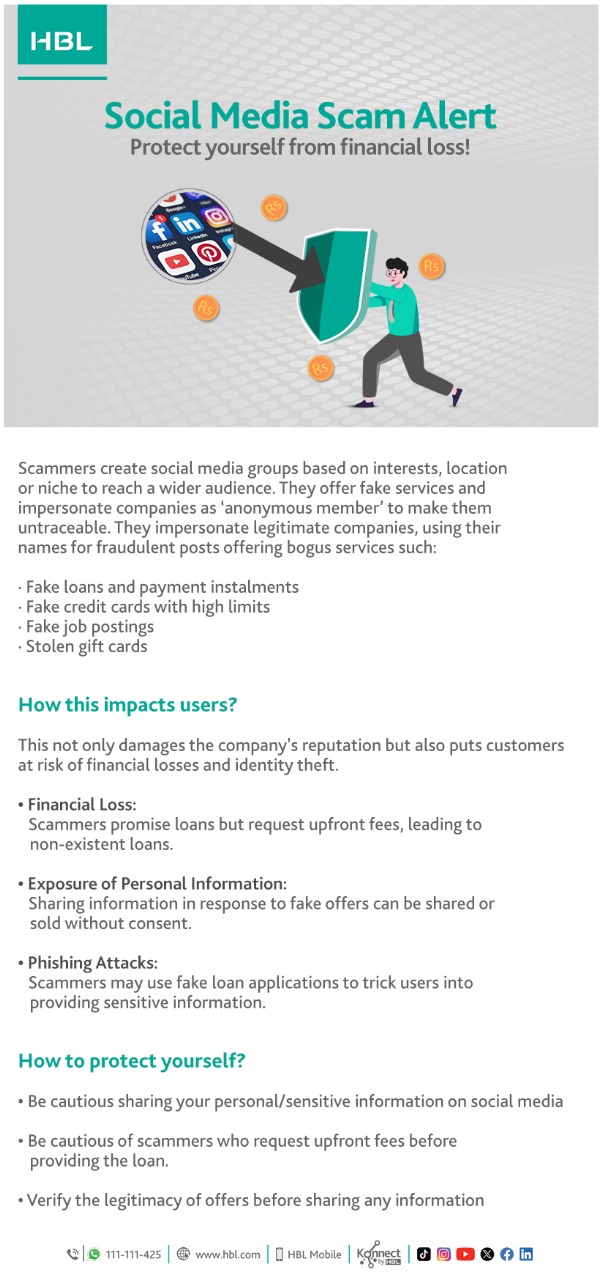 HBL
Social Media Scam Alert
Protect yourself from financial loss!
Google+
Facebook
LinkedIn
Rs
Rs
Rs
Rs
Scammers create social media groups based on interests, location
or niche to reach a wider audience. They offer fake services and
impersonate companies as ‘anonymous member’ to make them
untraceable. They impersonate legitimate companies, using their
names for fraudulent posts offering bogus services such:
· Fake loans and payment instalments
· Fake credit cards with high limits
· Fake job postings
· Stolen gift cards
How this impacts users?
This not only damages the company's reputation but also puts customers
at risk of financial losses and identity theft.
• Financial Loss:
Scammers promise loans but request upfront fees, leading to
non-existent loans.
• Exposure of Personal Information:
Sharing information in response to fake offers can be shared or
sold without consent.
• Phishing Attacks:
Scammers may use fake loan applications to trick users into
providing sensitive information.
How to protect yourself?
• Be cautious sharing your personal/sensitive information on social media
• Be cautious of scammers who request upfront fees before
providing the loan.
• Verify the legitimacy of offers before sharing any information
111-111-425 | www.hbl.com | HBL Mobile | Konnect by HBL